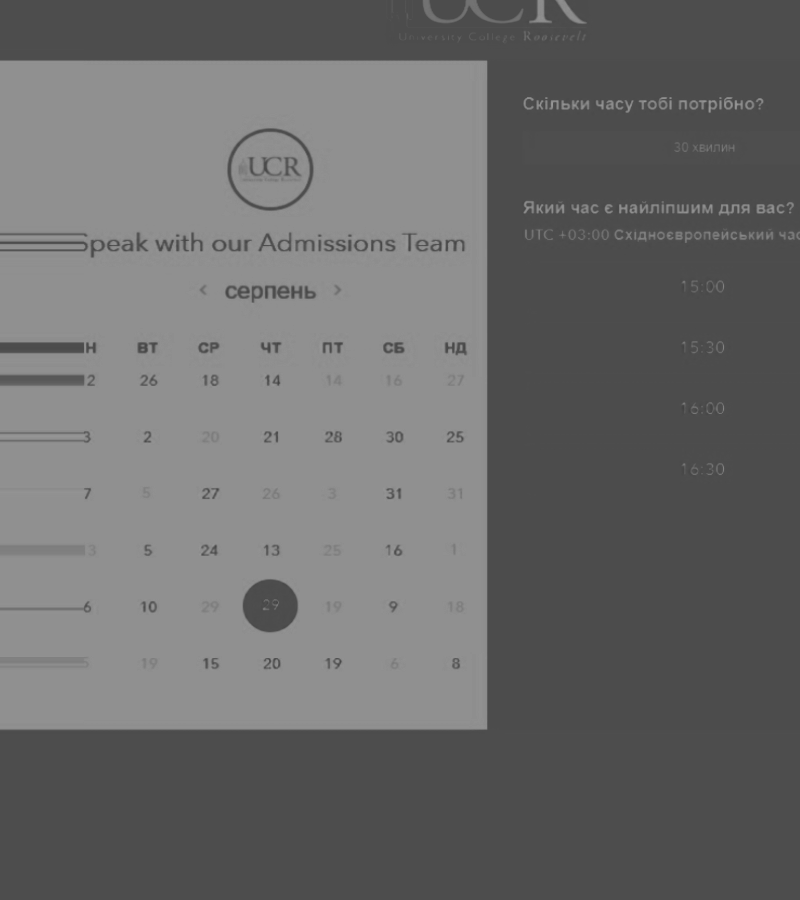 UCR
University College Roosevelt
UCR
peak with our Admissions Team
серпень
Н ВТ СР ЧТ ПТ СБ НД
2 26 18 14 14 16 27
3 2 20 21 28 30 25
7 5 27 26 3 31 31
3 5 24 13 25 16 1
6 10 29 29 19 9 18
5 19 15 20 19 6 8
Скільки часу тобі потрібно?
30 хвилин
Який час є найліпшим для вас?
UTC +03:00 Східноєвропейський час
15:00
15:30
16:00
16:30